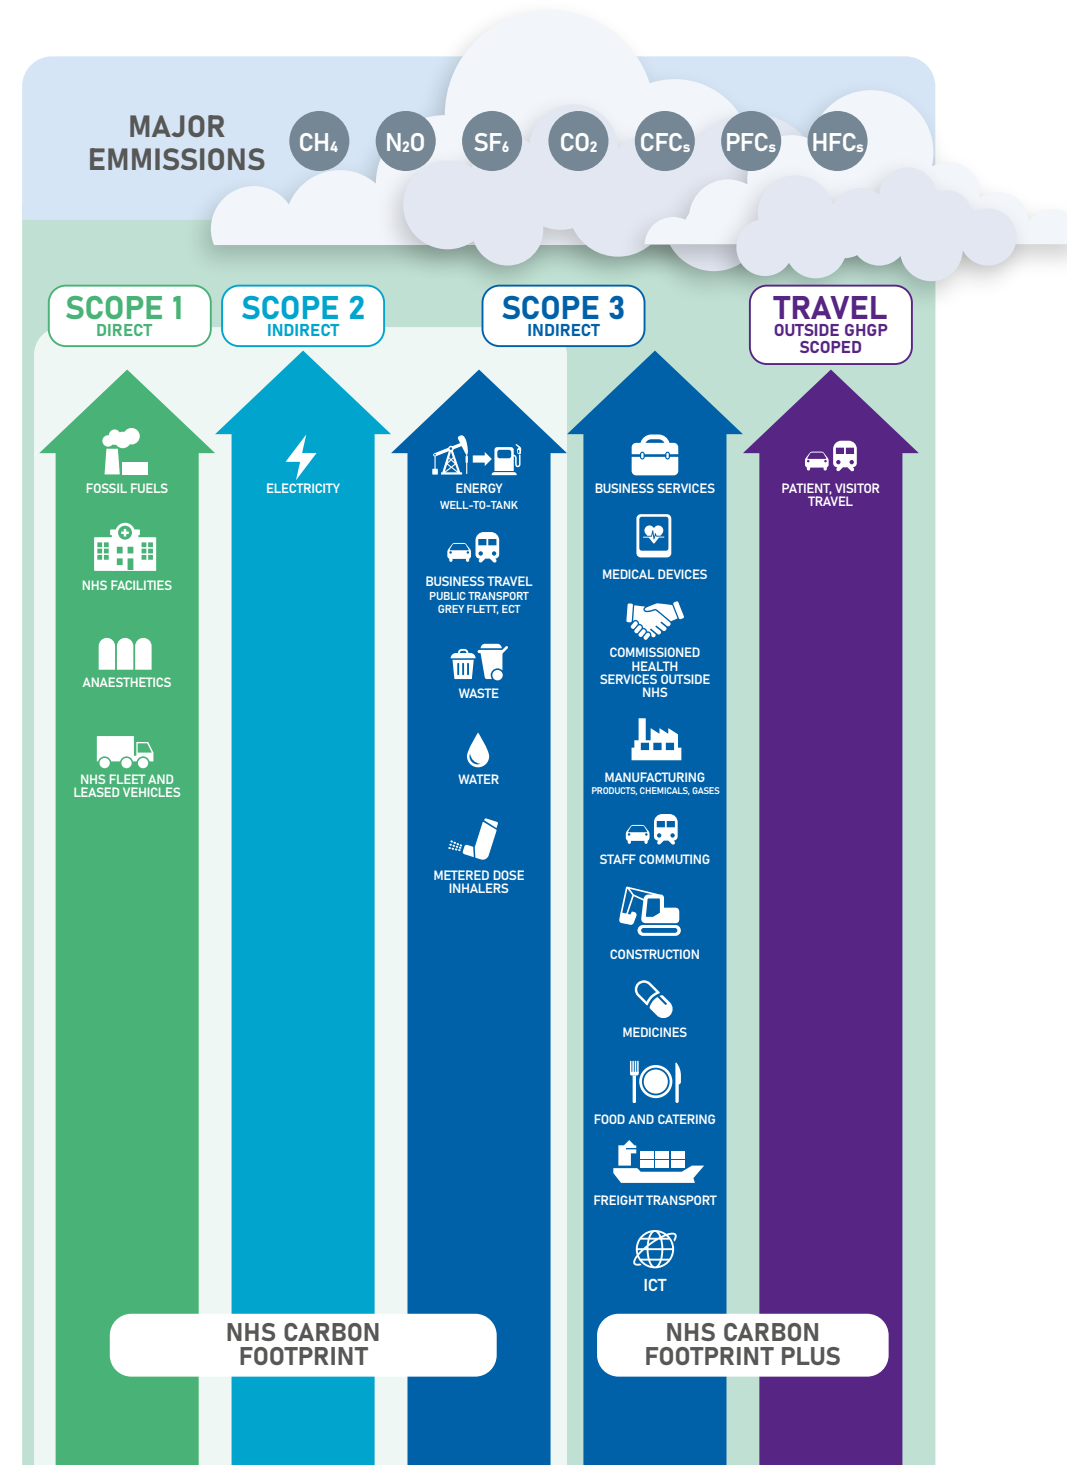 MAJOR
EMMISSIONS
CH₄
N₂O
SF₆
CO₂
CFCs
PFCs
HFCs
SCOPE 1
DIRECT
SCOPE 2
INDIRECT
SCOPE 3
INDIRECT
TRAVEL
OUTSIDE GHGP
SCOPED
FOSSIL FUELS
NHS FACILITIES
ANAESTHETICS
NHS FLEET AND
LEASED VEHICLES
ELECTRICITY
ENERGY
WELL-TO-TANK
BUSINESS TRAVEL
PUBLIC TRANSPORT
GREY FLETT, ECT
WASTE
WATER
METERED DOSE
INHALERS
BUSINESS SERVICES
MEDICAL DEVICES
COMMISSIONED
HEALTH
SERVICES OUTSIDE
NHS
MANUFACTURING
PRODUCTS, CHEMICALS, GASES
STAFF COMMUTING
CONSTRUCTION
MEDICINES
FOOD AND CATERING
FREIGHT TRANSPORT
ICT
PATIENT, VISITOR
TRAVEL
NHS CARBON
FOOTPRINT
NHS CARBON
FOOTPRINT PLUS